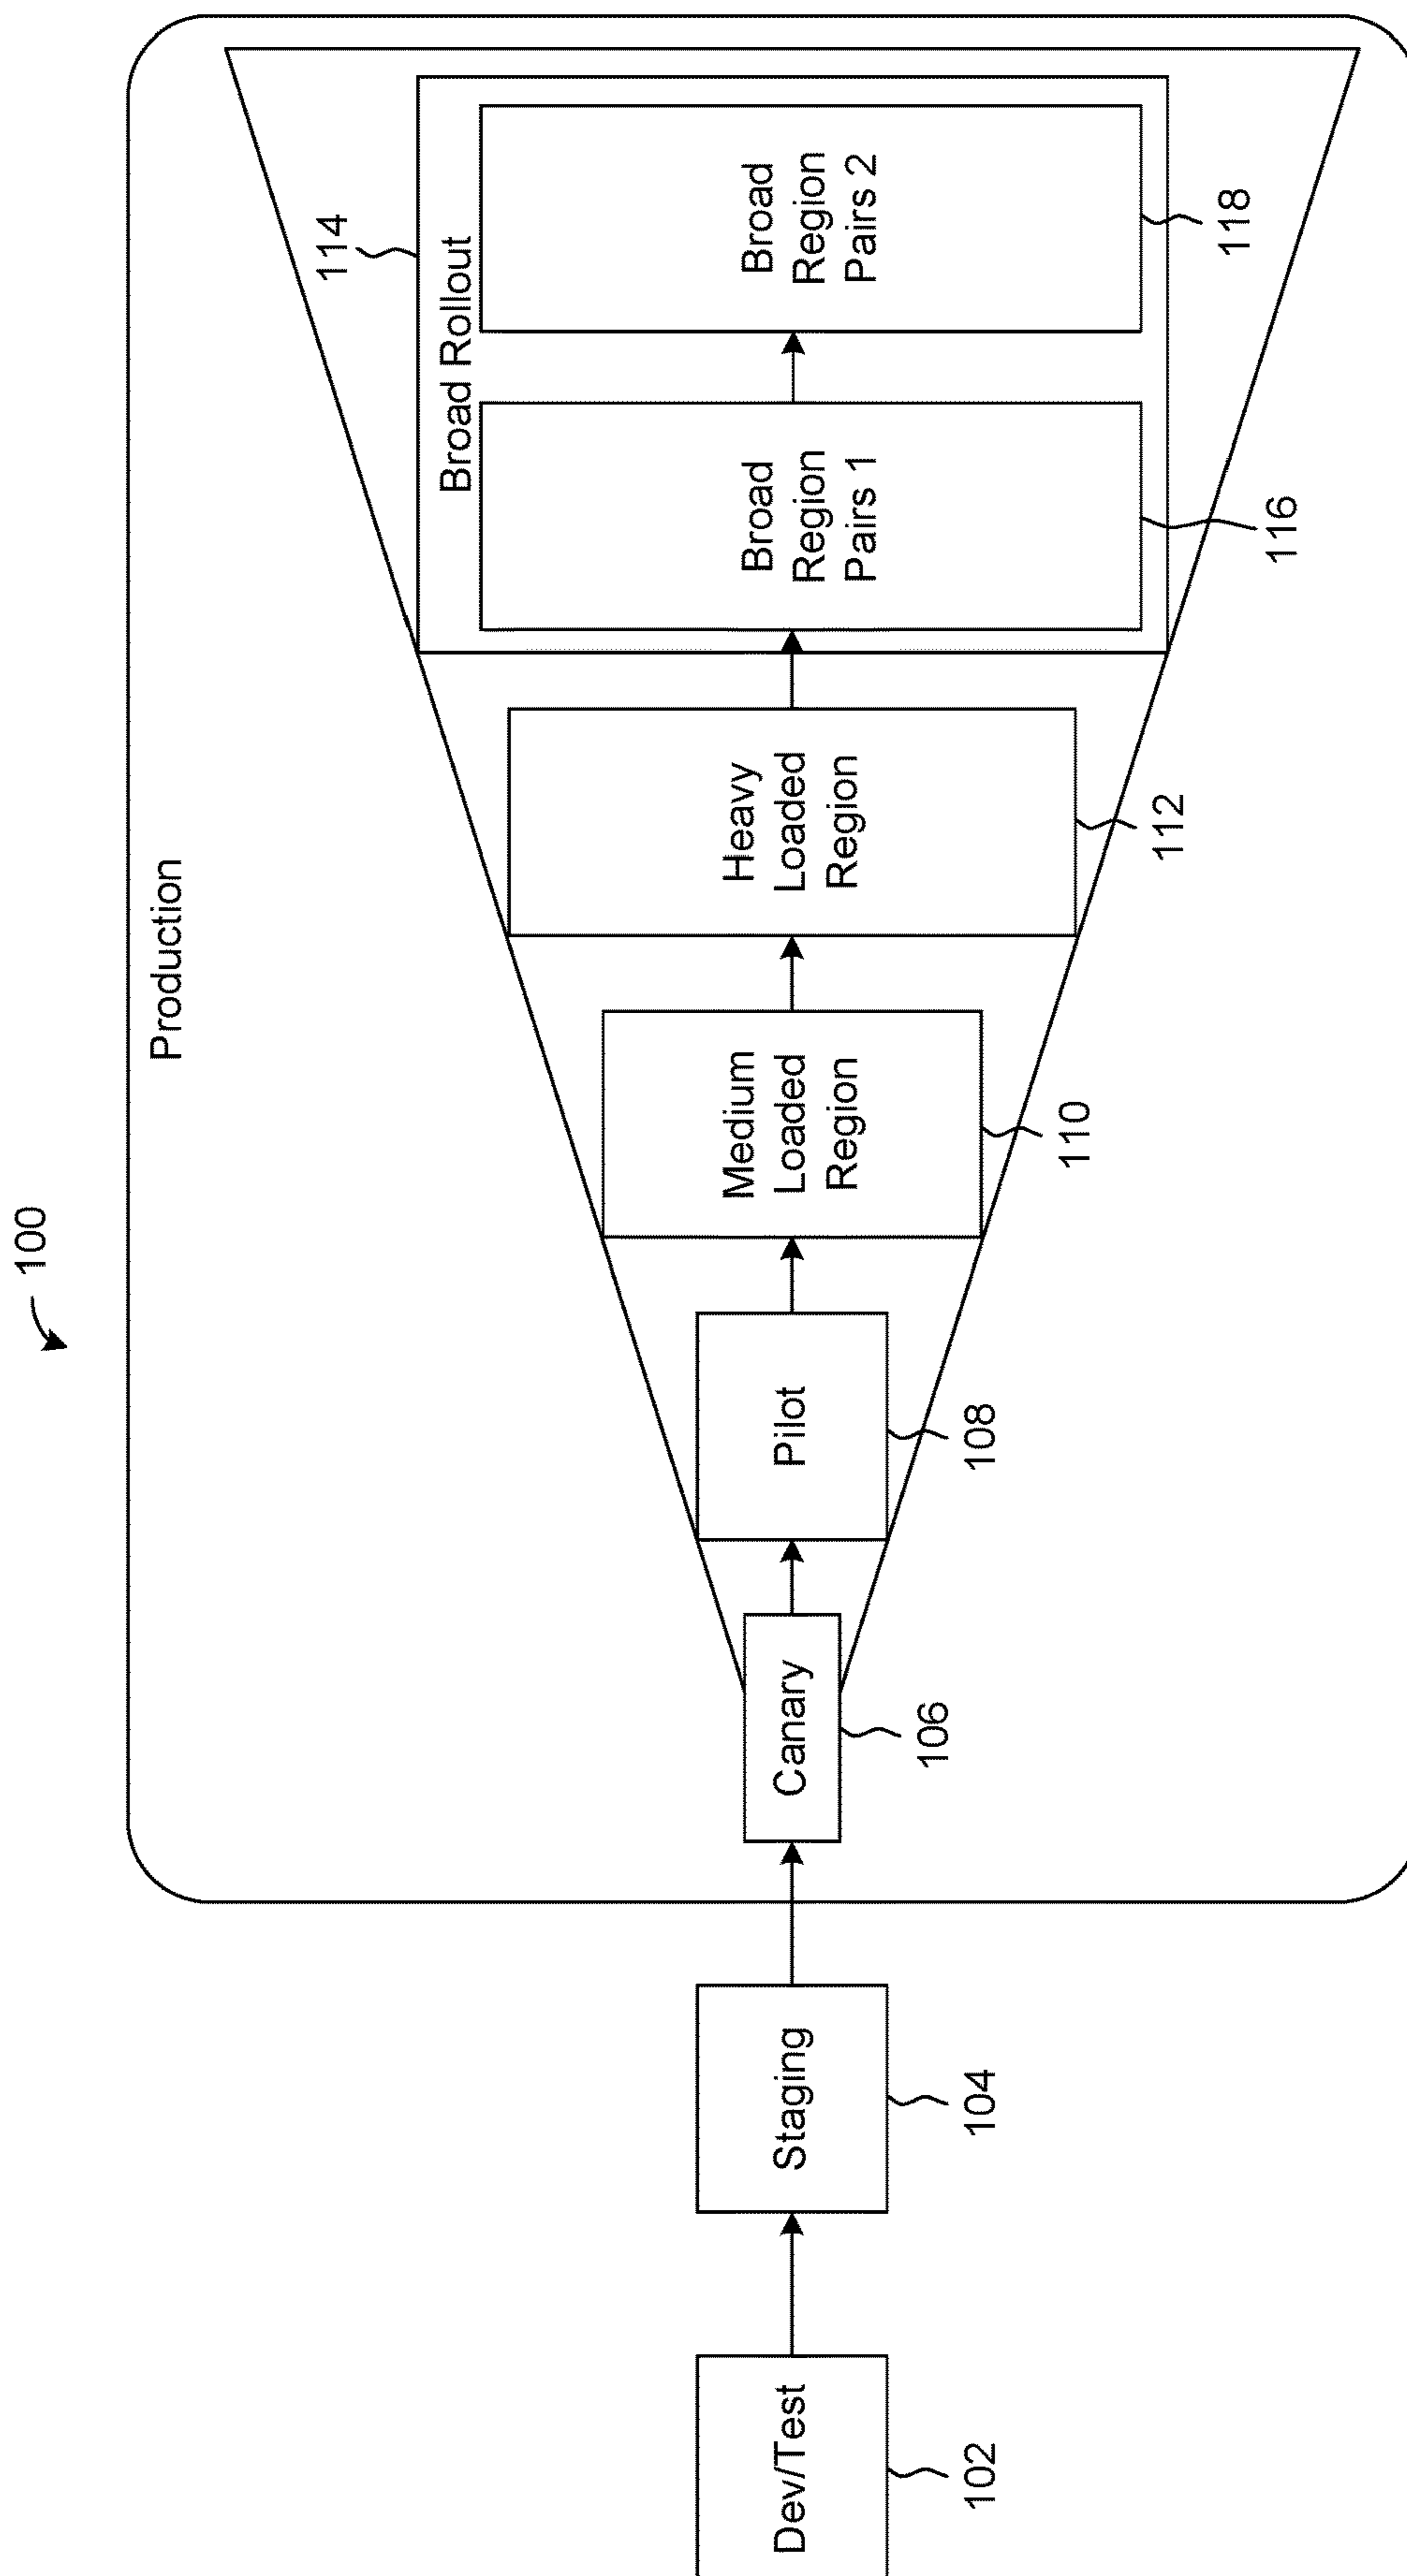 100
Production
Dev/Test
102
Staging
104
Canary
106
Pilot
108
Medium
Loaded
Region
110
Heavy
Loaded
Region
112
114
Broad Rollout
Broad
Region
Pairs 1
116
Broad
Region
Pairs 2
118